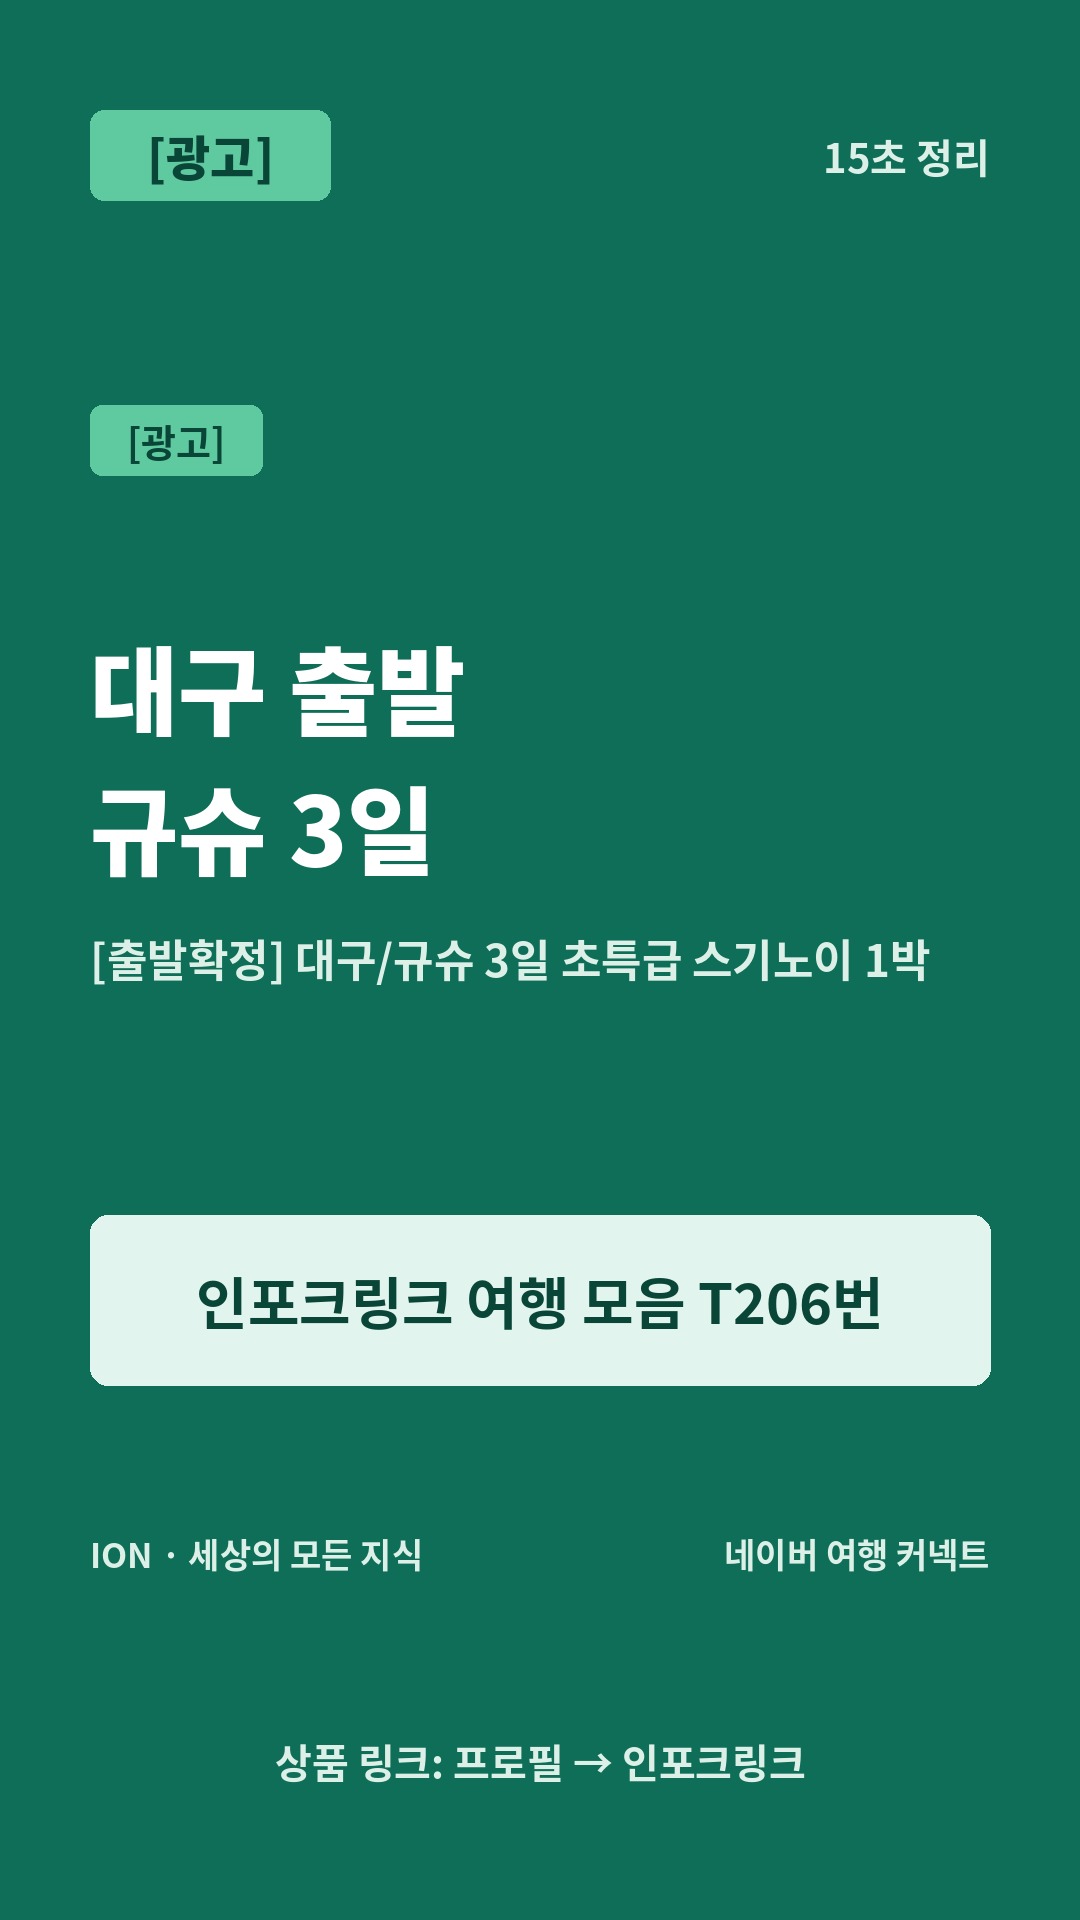 [광고]
15초 정리
[광고]
대구 출발
규슈 3일
[출발확정] 대구/규슈 3일 초특급 스기노이 1박
인포크링크 여행 모음 T206번
ION · 세상의 모든 지식
네이버 여행 커넥트
상품 링크: 프로필 → 인포크링크